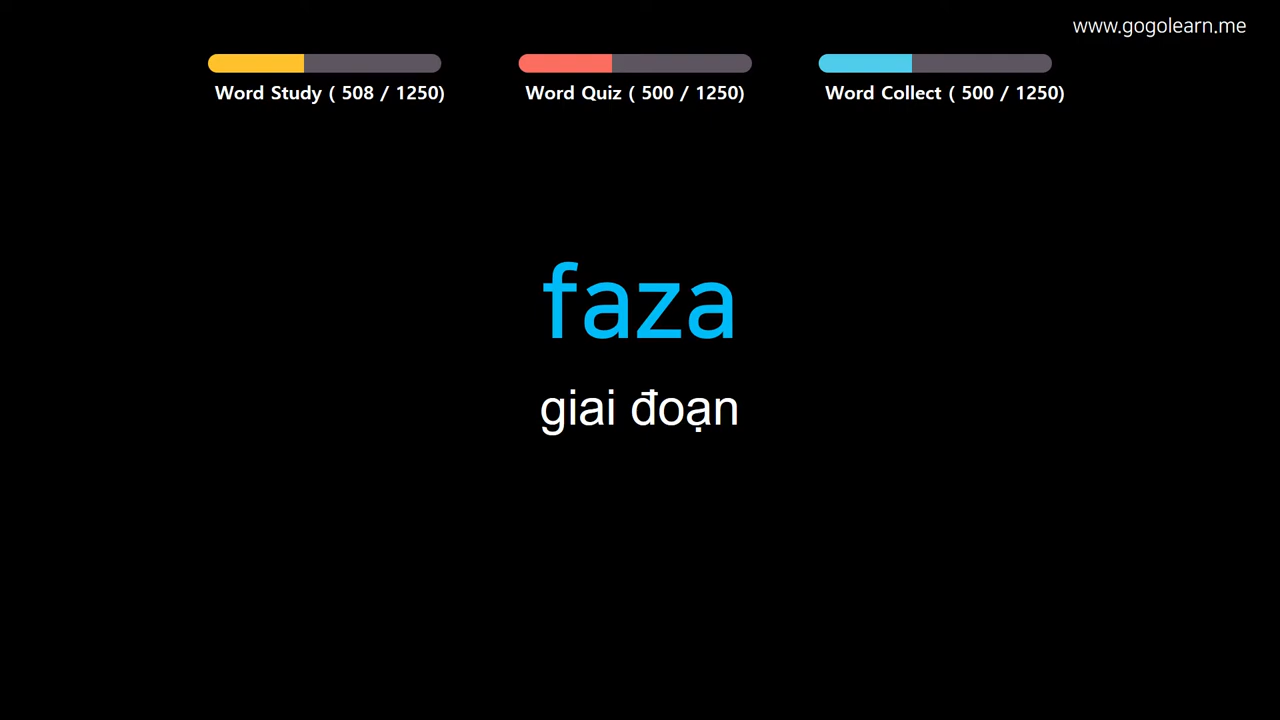 www.gogolearn.me
Word Study ( 508 / 1250)
Word Quiz ( 500 / 1250)
Word Collect ( 500 / 1250)
faza
giai đoạn